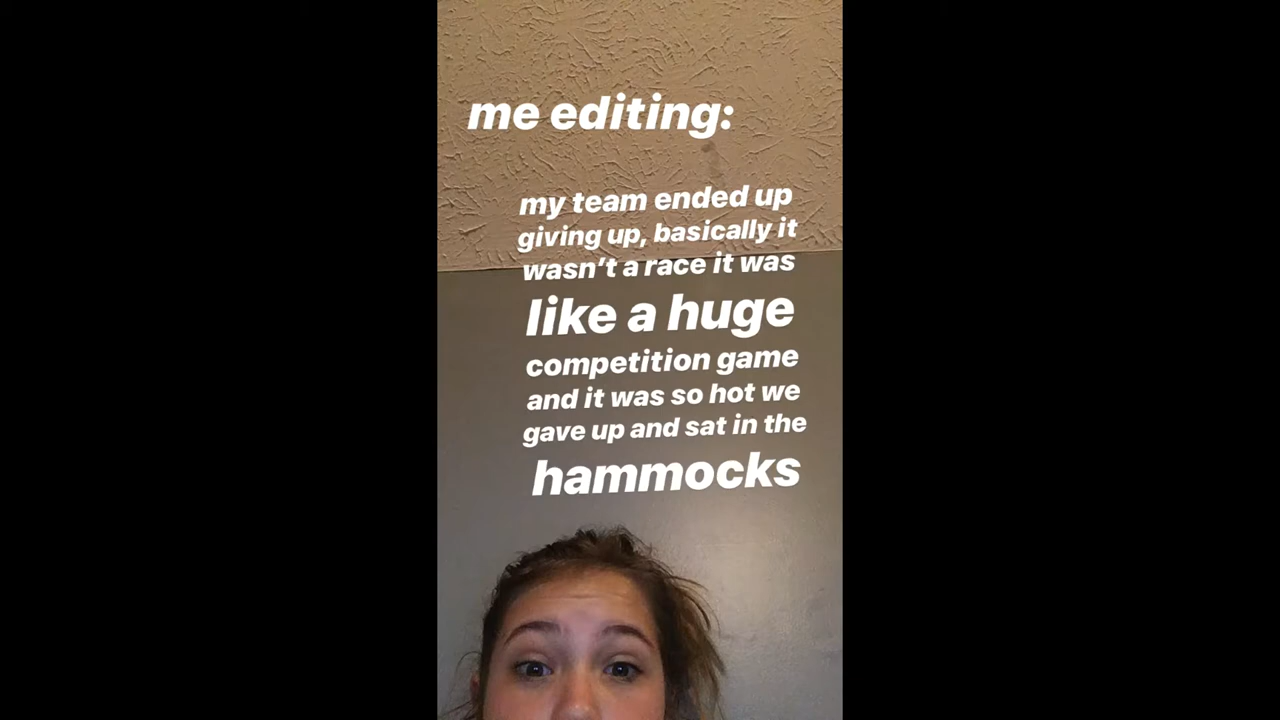 me editing:
my team ended up
giving up, basically it
wasn't a race it was
like a huge
competition game
and it was so hot we
gave up and sat in the
hammocks